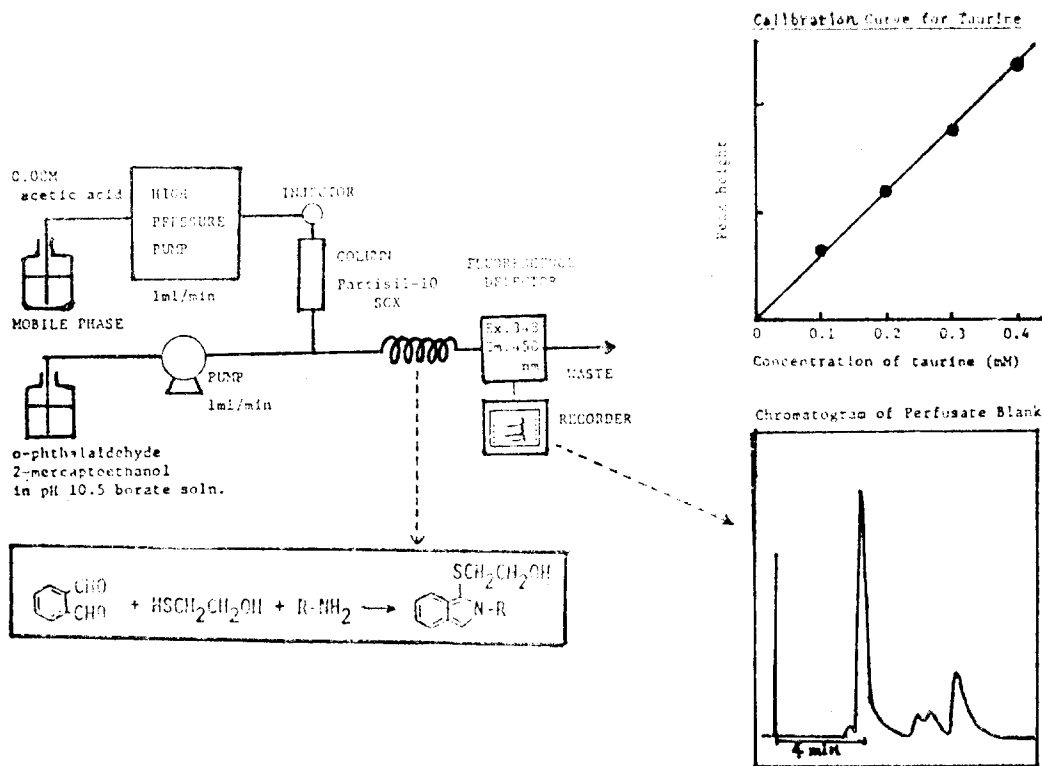 Calibration Curve for Taurine
Peak height
0
0.1
0.2
0.3
0.4
Concentration of taurine (mM)
acetic acid
HIGH
PRESSURE
PUMP
1ml/min
INJECTOR
COLUMN
Partisil-10
SCX
FLUORESCENCE
DETECTOR
Ex.348
Em.450
nm
WASTE
RECORDER
MOBILE PHASE
PUMP
1ml/min
o-phthalaldehyde
2-mercaptoethanol
in pH 10.5 borate soln.
CHO
CHO
+ HSCH2CH2OH + R-NH2
SCH2CH2OH
N-R
Chromatogram of Perfusate Blank
4 min